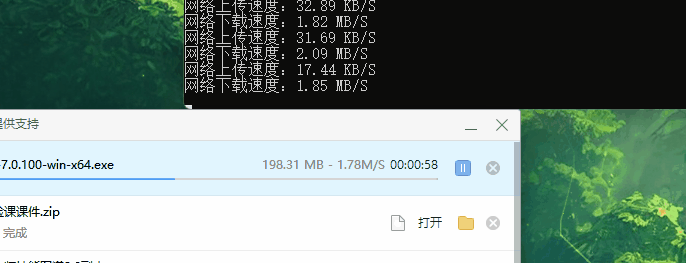 网络上传速度：32.89 KB/S
网络下载速度：1.82 MB/S
网络上传速度：31.69 KB/S
网络下载速度：2.09 MB/S
网络上传速度：17.44 KB/S
网络下载速度：1.85 MB/S
是供支持
-7.0.100-win-x64.exe 198.31 MB - 1.78M/S 00:00:58
课课件.zip 打开
完成